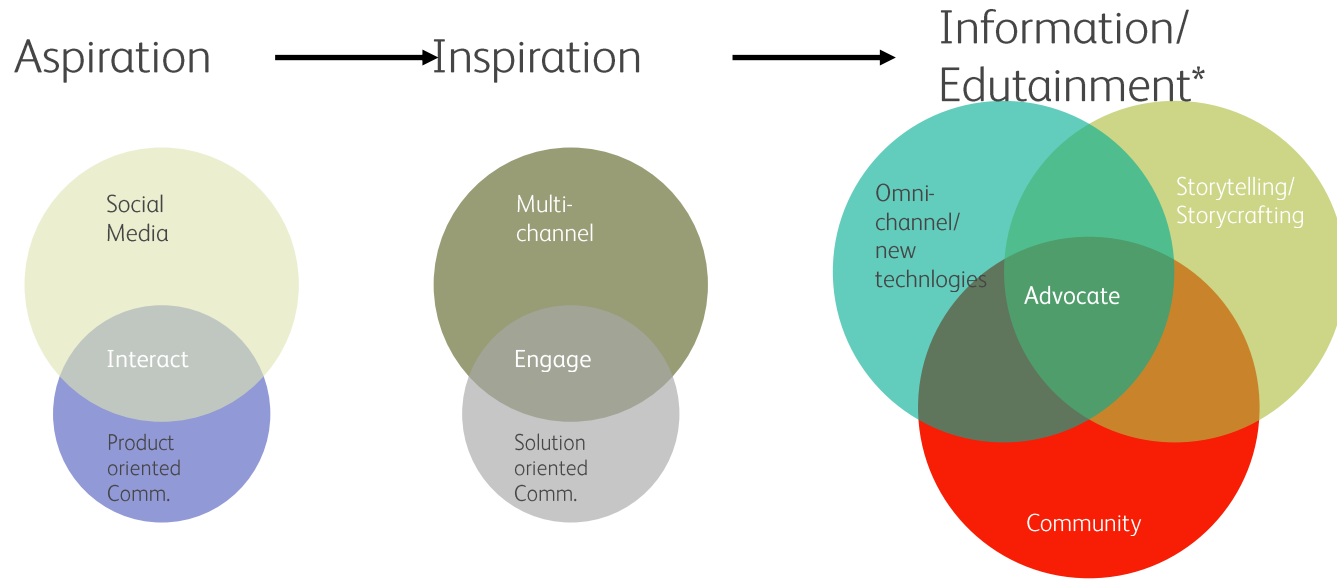 Aspiration
Inspiration
Information/
Edutainment*
Social
Media
Interact
Product
oriented
Comm.
Multi-
channel
Engage
Solution
oriented
Comm.
Omni-
channel/
new
technlogies
Storytelling/
Storycrafting
Advocate
Community